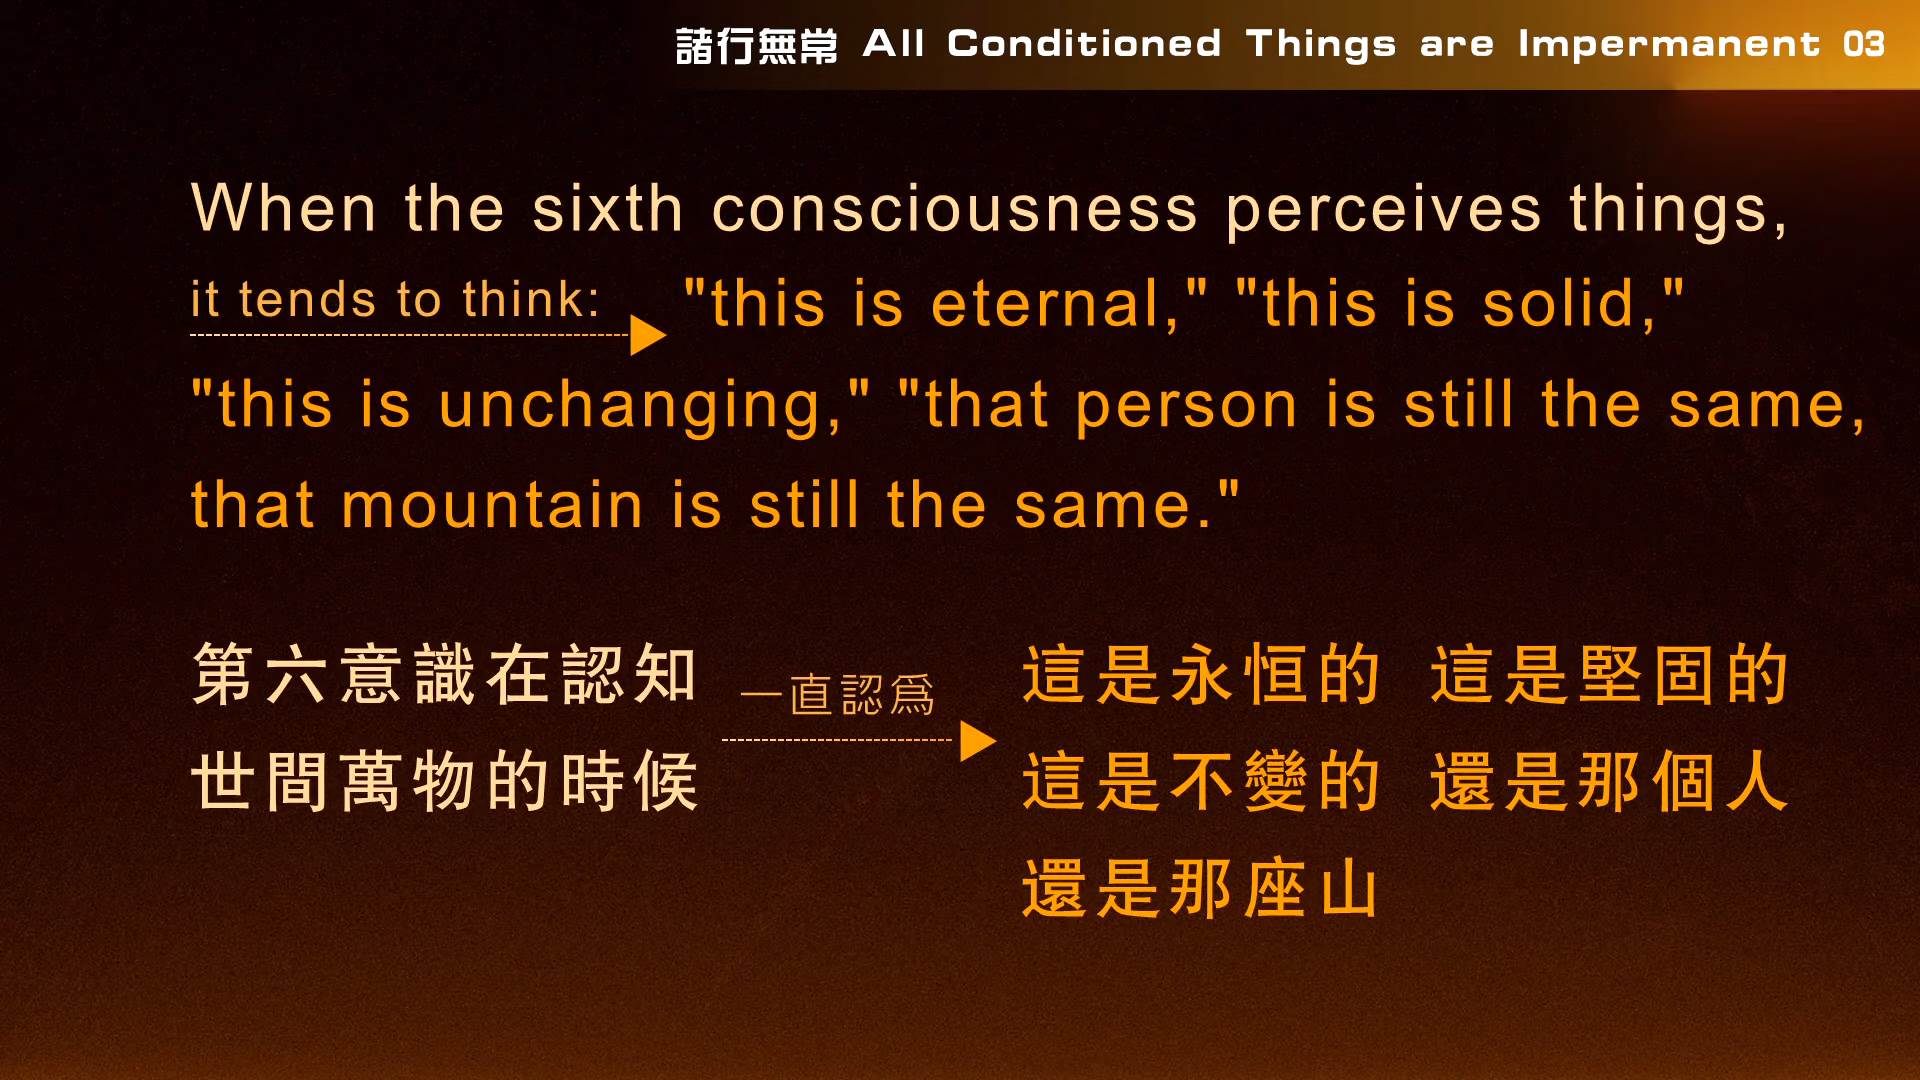 諸行無常 All Conditioned Things are Impermanent 03
When the sixth consciousness perceives things,
it tends to think: "this is eternal," "this is solid,"
"this is unchanging," "that person is still the same,
that mountain is still the same."
第六意識在認知
世間萬物的時候
一直認爲
這是永恒的 這是堅固的
這是不變的 還是那個人
還是那座山